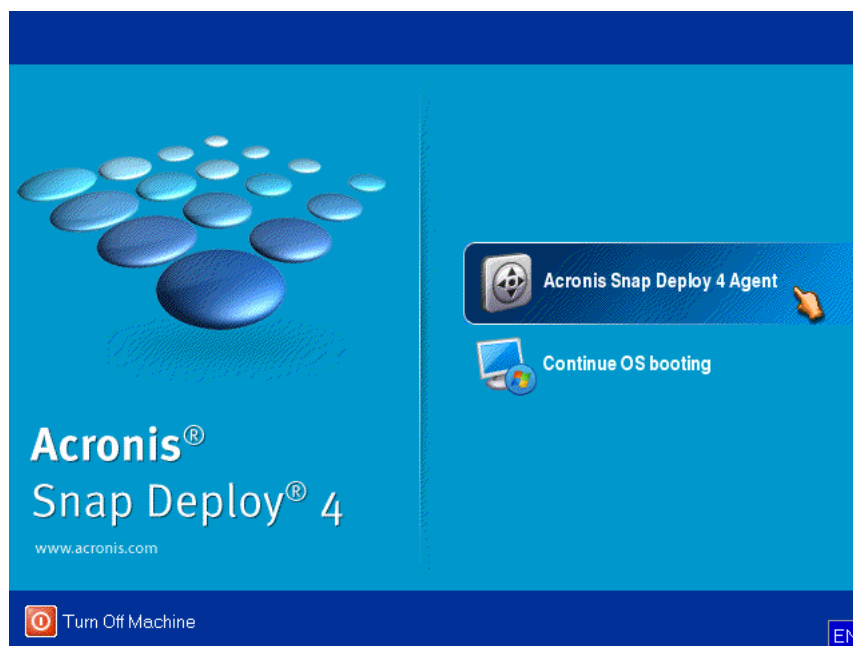 Acronis Snap Deploy 4 Agent
Continue OS booting
Acronis®
Snap Deploy® 4
www.acronis.com
Turn Off Machine
EN